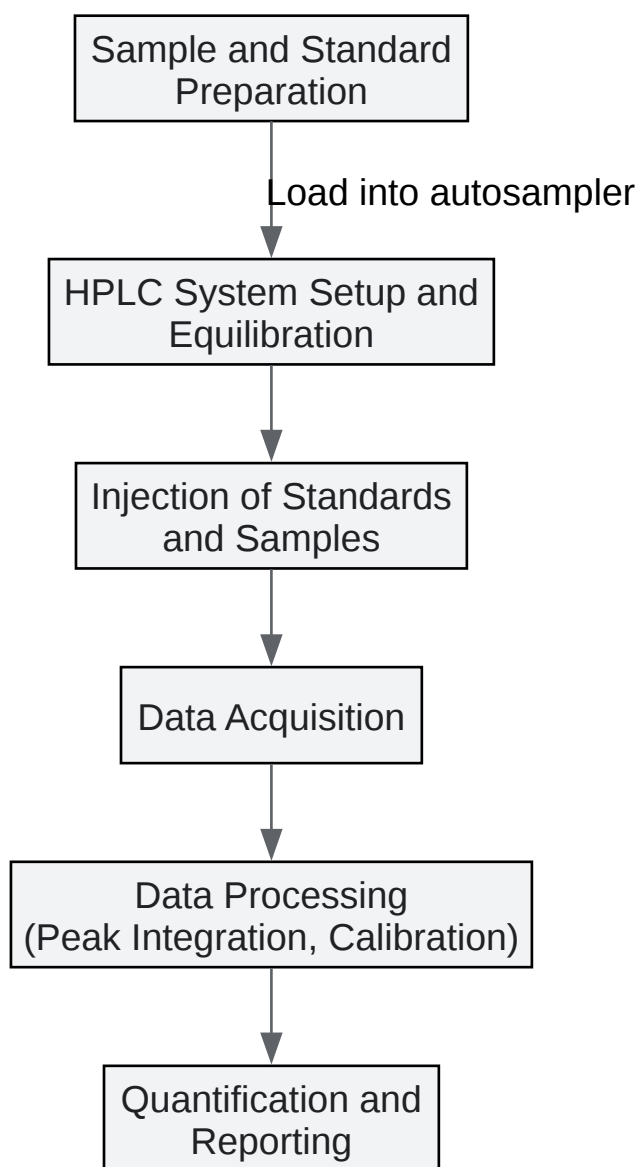 Sample and Standard
Preparation
Load into autosampler
HPLC System Setup and
Equilibration
Injection of Standards
and Samples
Data Acquisition
Data Processing
(Peak Integration, Calibration)
Quantification and
Reporting